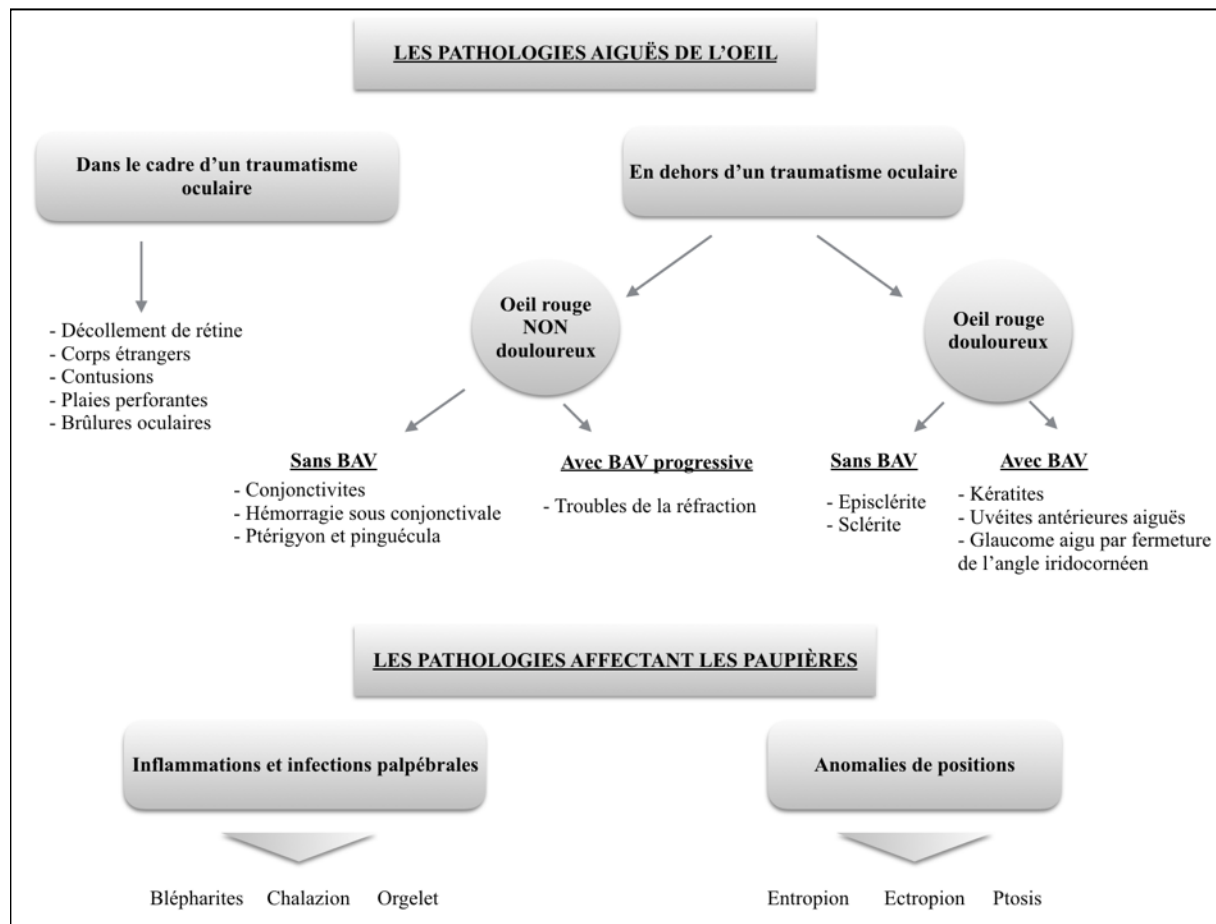 LES PATHOLOGIES AIGUËS DE L'OEIL
Dans le cadre d'un traumatisme
oculaire
En dehors d'un traumatisme oculaire
- Décollement de rétine
- Corps étrangers
- Contusions
- Plaies perforantes
- Brûlures oculaires
Oeil rouge
NON
douloureux
Oeil rouge
douloureux
Sans BAV
- Conjonctivites
- Hémorragie sous conjonctivale
- Ptérigyon et pinguécula
Avec BAV progressive
- Troubles de la réfraction
Sans BAV
- Episclérite
- Sclérite
Avec BAV
- Kératites
- Uvéites antérieures aiguës
- Glaucome aigu par fermeture
de l'angle iridocornéen
LES PATHOLOGIES AFFECTANT LES PAUPIÈRES
Inflammations et infections palpébrales
Anomalies de positions
Blépharites Chalazion Orgelet
Entropion Ectropion Ptosis